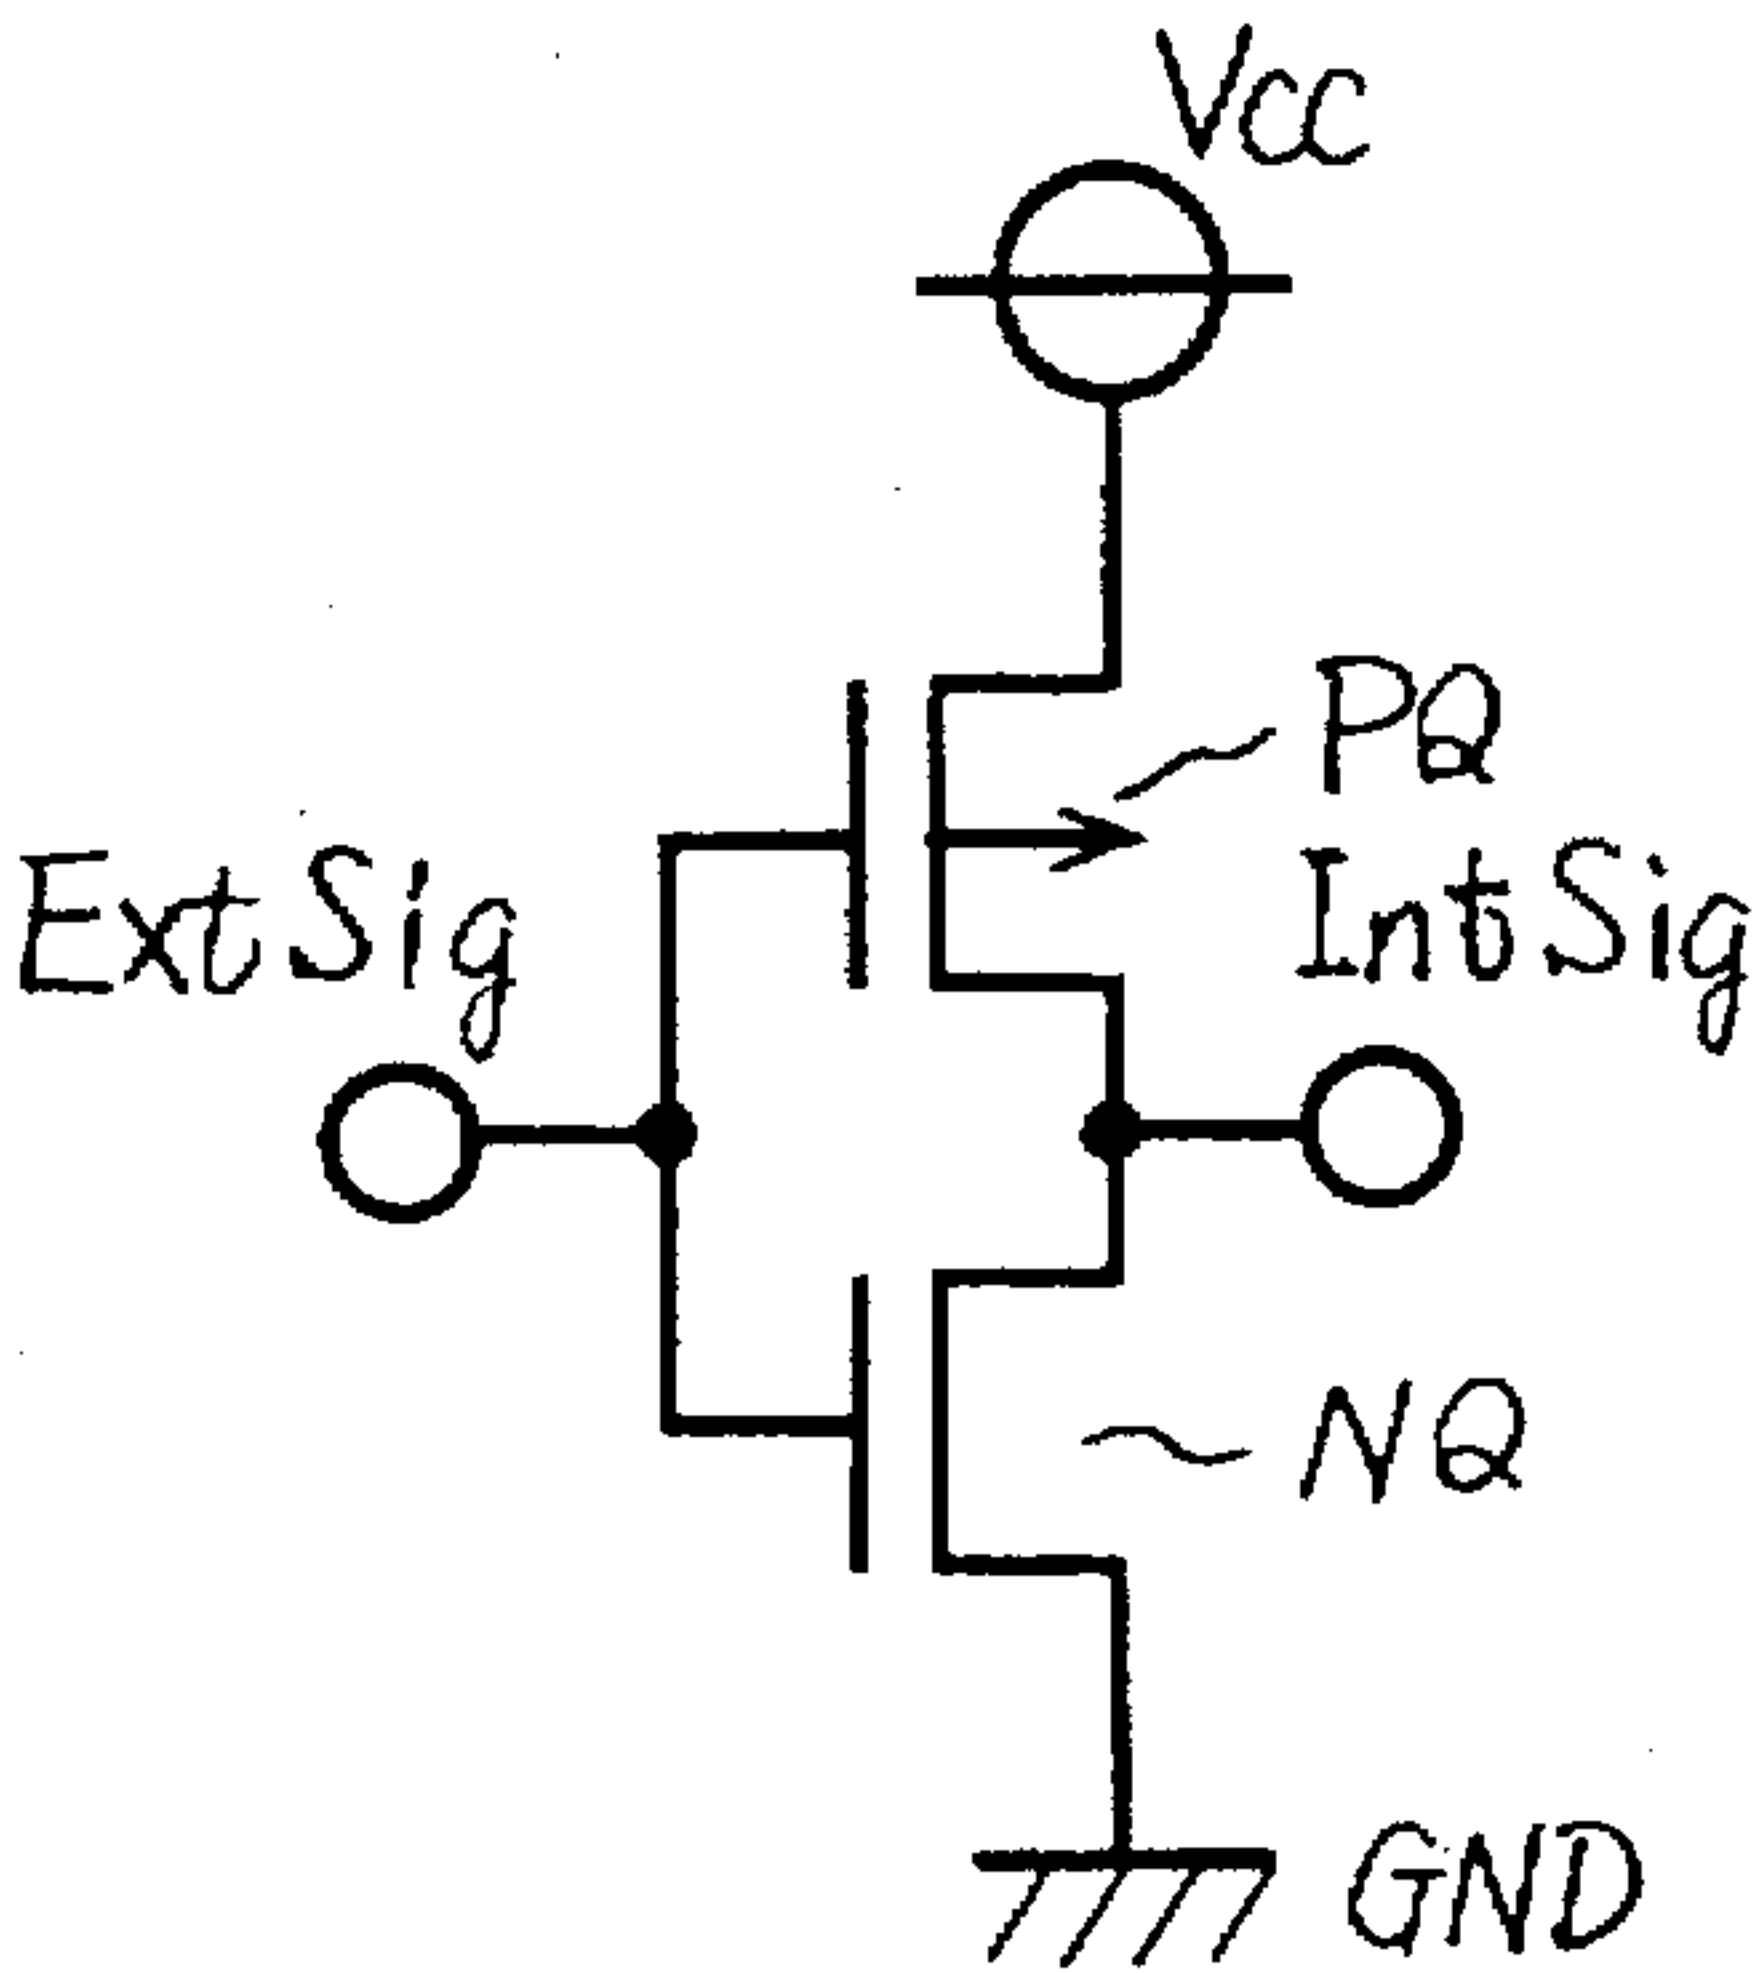 Vcc
PQ
ExtSig
IntSig
NQ
GND